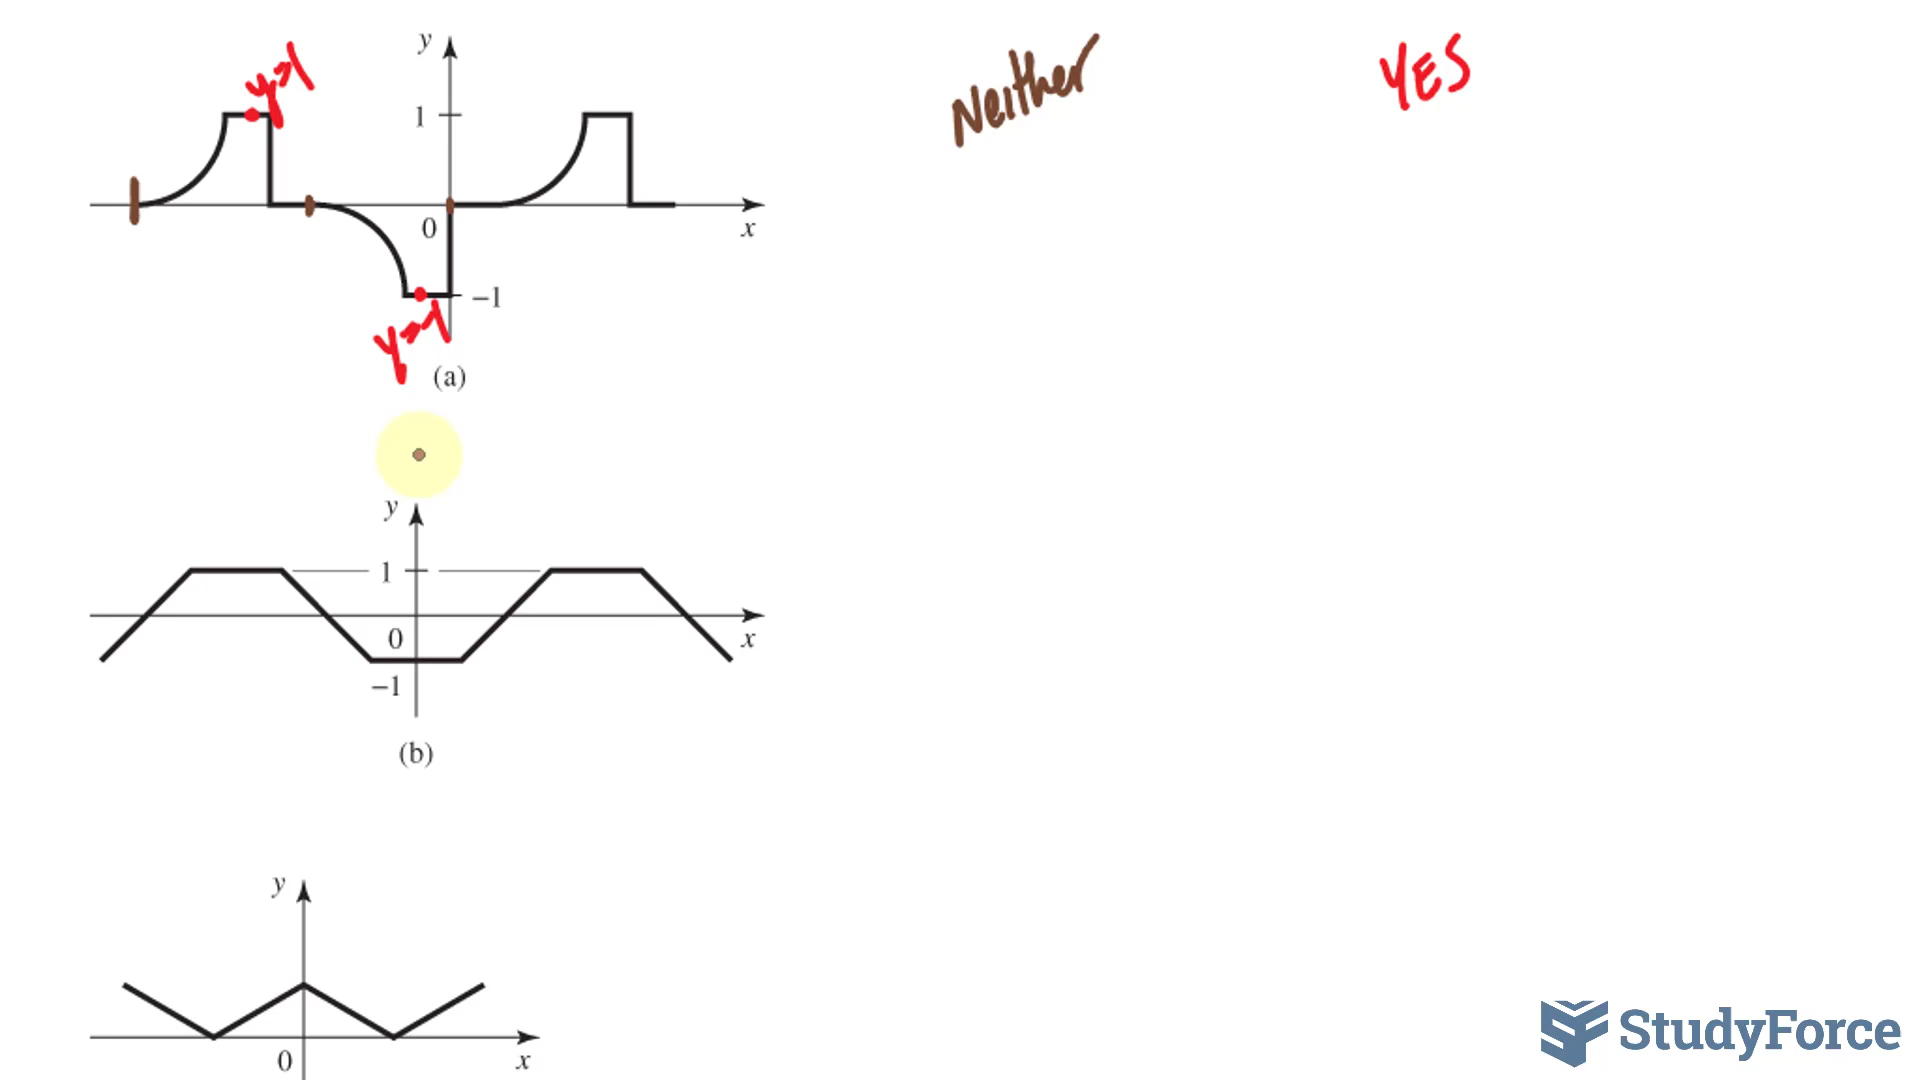 y
y=1
Neither
YES
1
0
x
−1
y=-1
(a)
y
1
0
x
−1
(b)
y
0
x
StudyForce